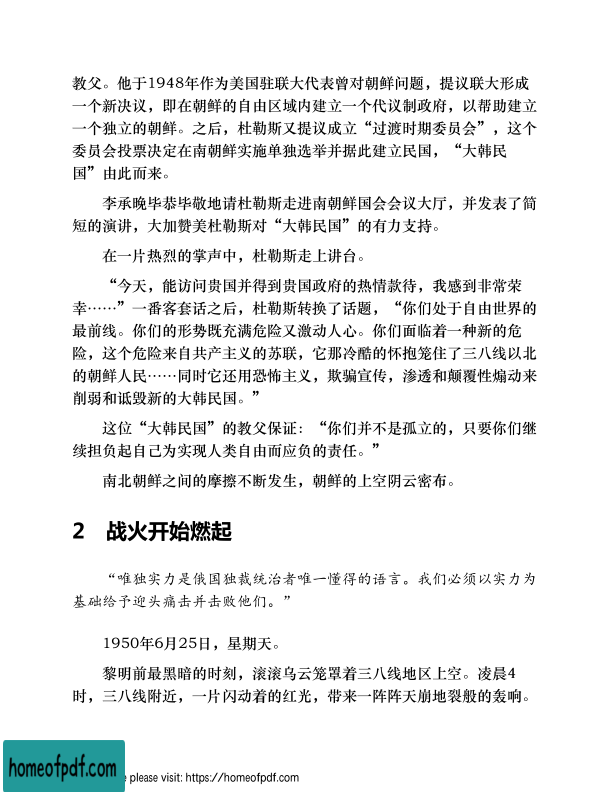 教父。他于1948年作为美国驻联大代表曾对朝鲜问题，提议联大形成
一个新决议，即在朝鲜的自由区域内建立一个代议制政府，以帮助建立
一个独立的朝鲜。之后，杜勒斯又提议成立“过渡时期委员会”，这个
委员会投票决定在南朝鲜实施单独选举并据此建立民国，“大韩民
国”由此而来。
李承晚毕恭毕敬地请杜勒斯走进南朝鲜国会会议大厅，并发表了简
短的演讲，大加赞美杜勒斯对“大韩民国”的有力支持。
在一片热烈的掌声中，杜勒斯走上讲台。
“今天，能访问贵国并得到贵国政府的热情款待，我感到非常荣
幸……”一番客套话之后，杜勒斯转换了话题，“你们处于自由世界的
最前线。你们的形势既充满危险又激动人心。你们面临着一种新的危
险，这个危险来自共产主义的苏联，它那冷酷的怀抱笼住了三八线以北
的朝鲜人民……同时它还用恐怖主义，欺骗宣传，渗透和颠覆性煽动来
削弱和诋毁新的大韩民国。”
这位“大韩民国”的教父保证：“你们并不是孤立的，只要你们继
续担负起自己为实现人类自由而应负的责任。”
南北朝鲜之间的摩擦不断发生，朝鲜的上空阴云密布。
2 战火开始燃起
“唯独实力是俄国独裁统治者唯一懂得的语言。我们必须以实力为
基础给予迎头痛击并击败他们。”
1950年6月25日，星期天。
黎明前最黑暗的时刻，滚滚乌云笼罩着三八线地区上空。凌晨4
时，三八线附近，一片闪动着的红光，带来一阵阵天崩地裂般的轰响。
homeofpdf.com
e please visit: https://homeofpdf.com